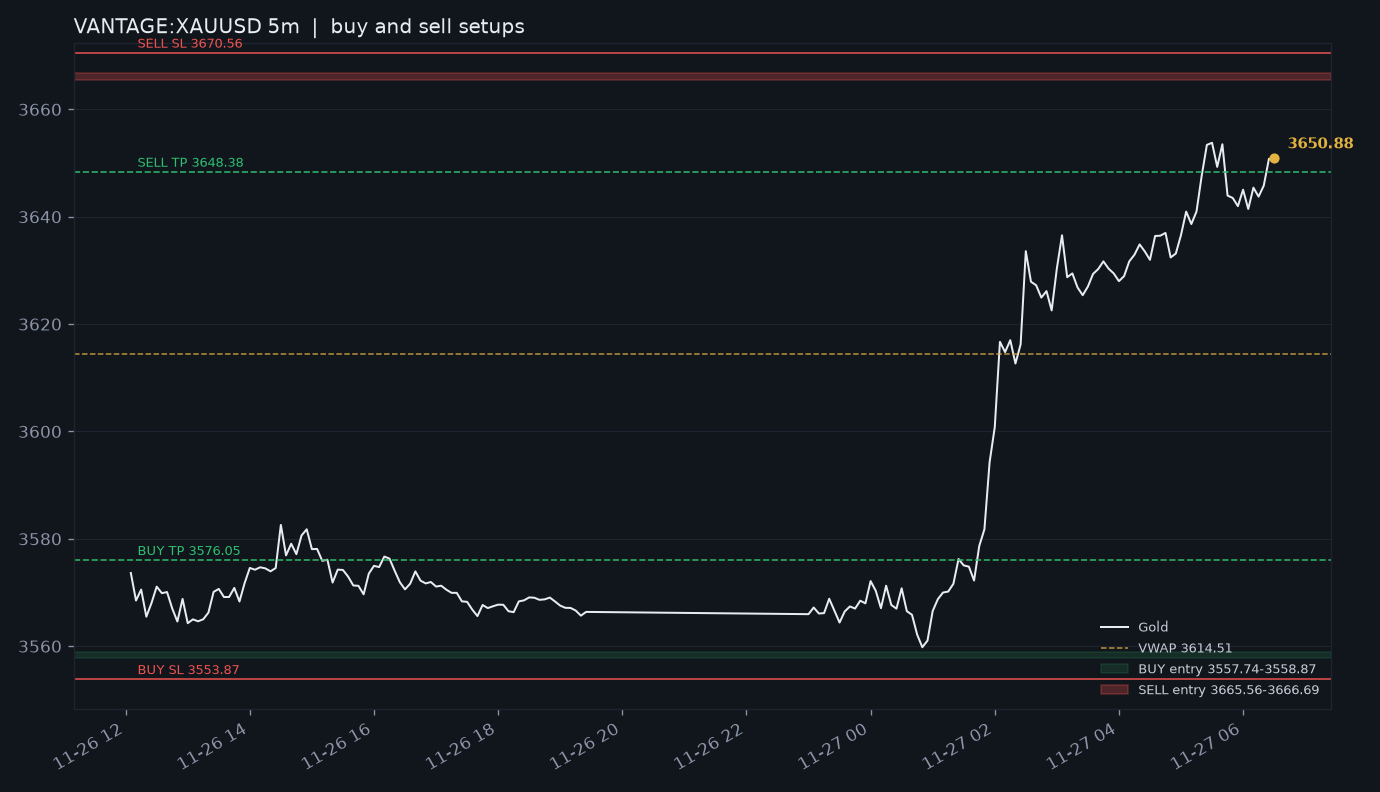 VANTAGE:XAUUSD 5m | buy and sell setups
SELL SL 3670.56
3660
3650.88
SELL TP 3648.38
3640
3620
3600
3580
BUY TP 3576.05
3560
BUY SL 3553.87
Gold
VWAP 3614.51
BUY entry 3557.74-3558.87
SELL entry 3665.56-3666.69
11-26 12
11-26 14
11-26 16
11-26 18
11-26 20
11-26 22
11-27 00
11-27 02
11-27 04
11-27 06